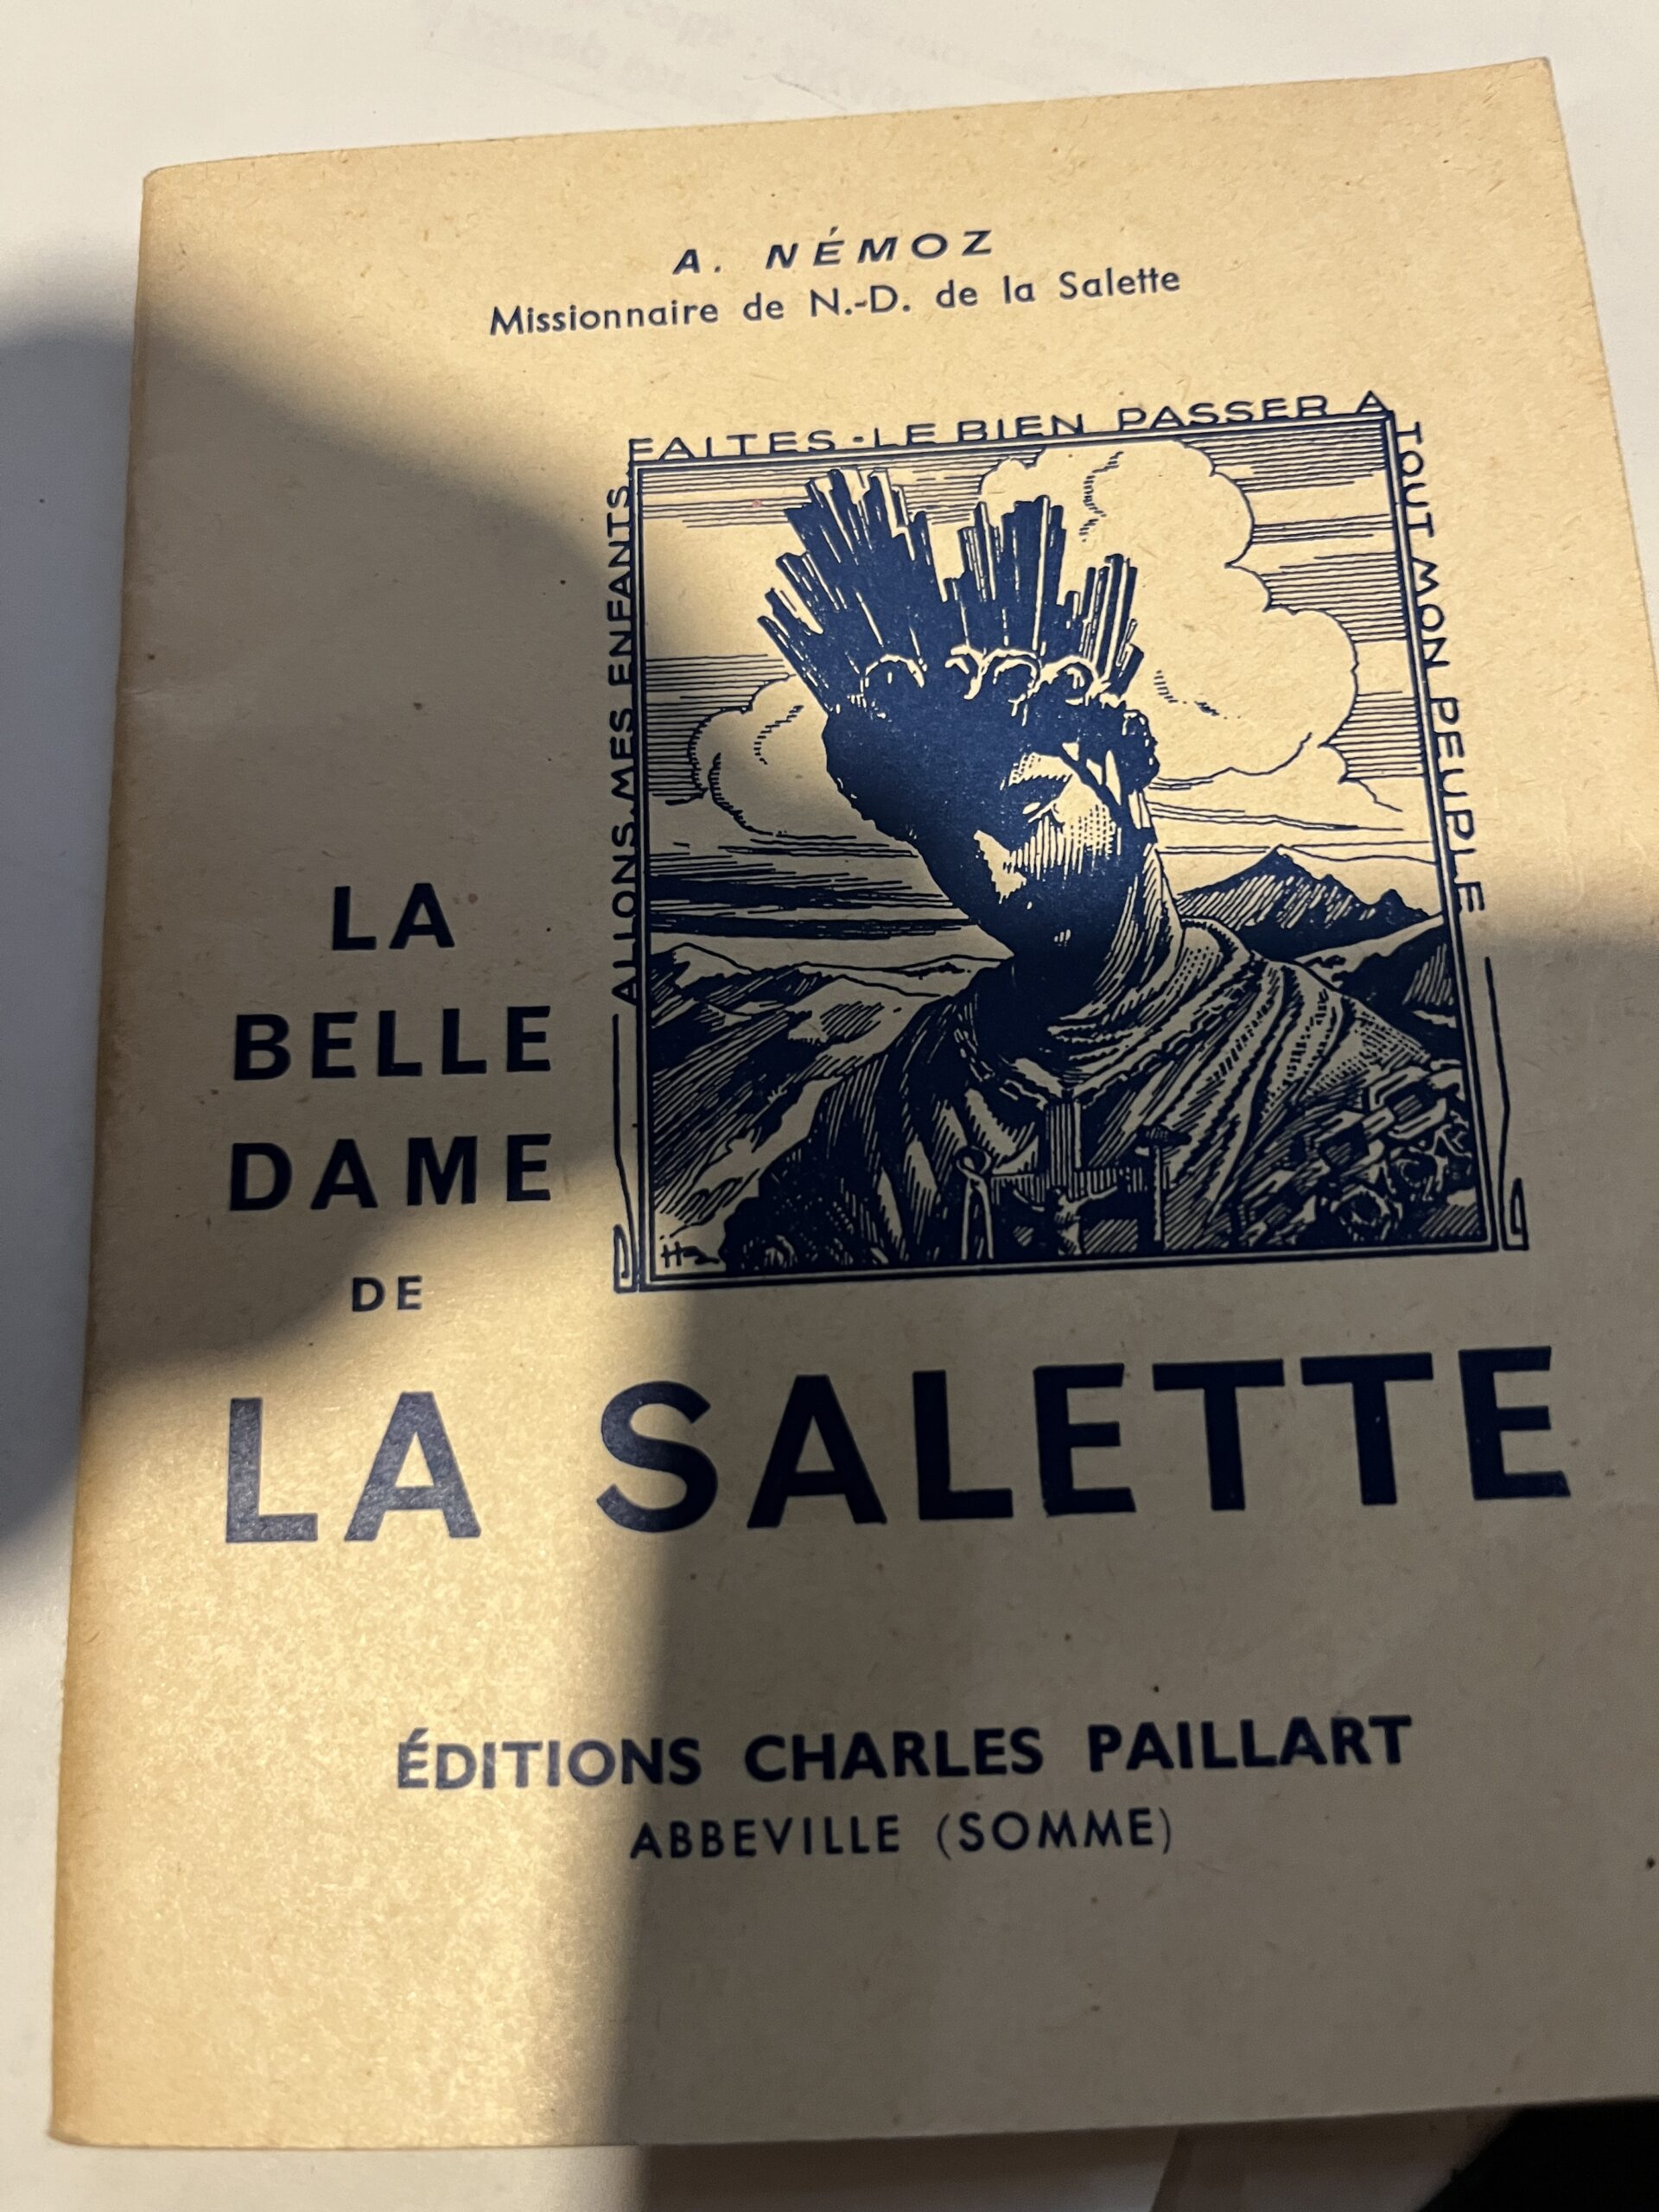 A. NÉMOZ
Missionnaire de N.-D. de la Salette
ALLONS, MES ENFANTS,
FAITES-LE BIEN PASSER A
TOUT MON PEUPLE
LA
BELLE
DAME
DE
LA SALETTE
ÉDITIONS CHARLES PAILLART
ABBEVILLE (SOMME)